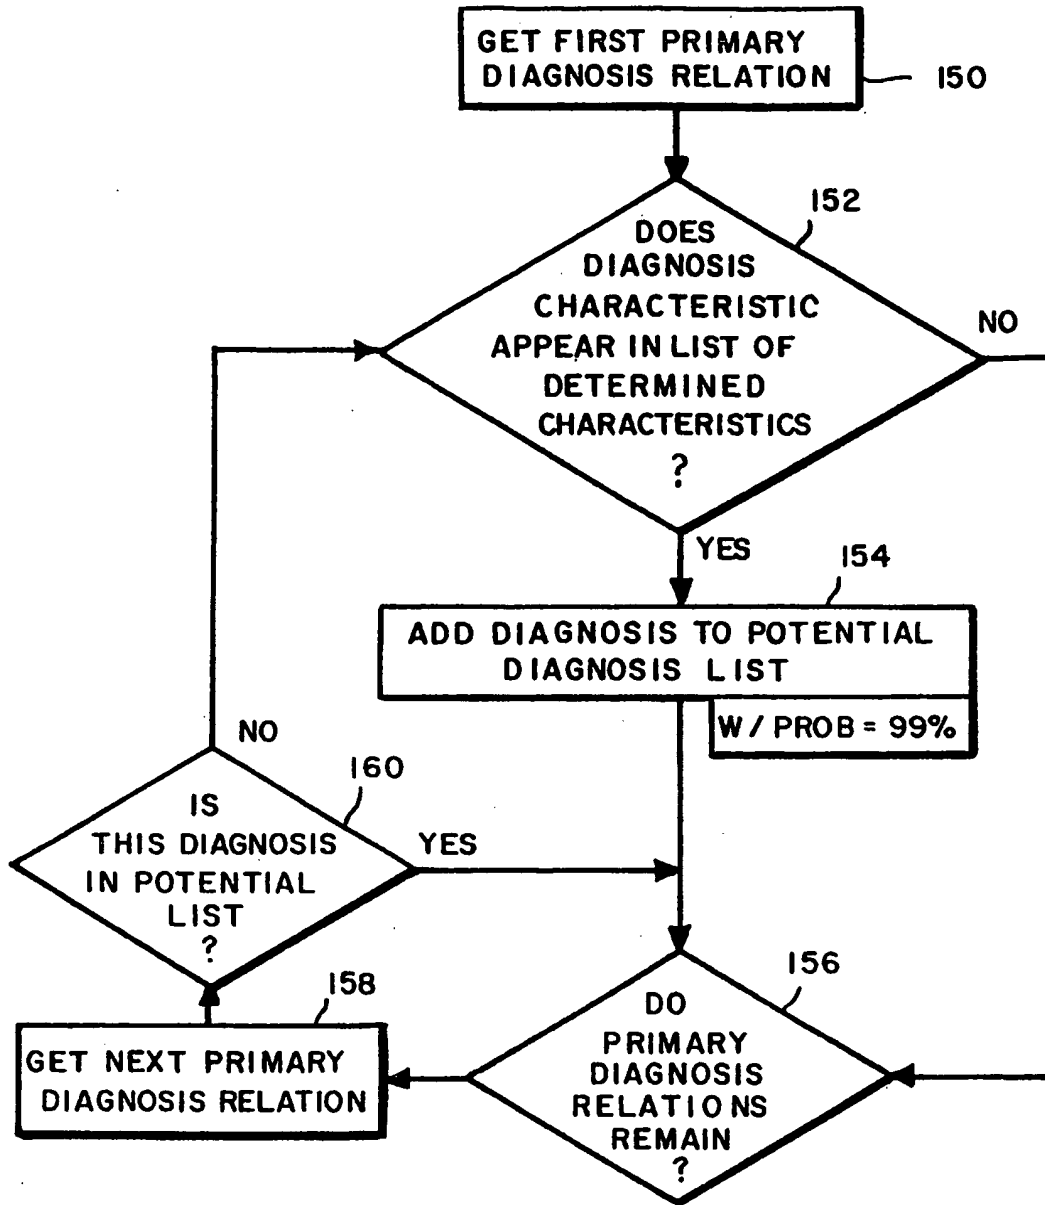 GET FIRST PRIMARY
DIAGNOSIS RELATION
150
152
DOES
DIAGNOSIS
CHARACTERISTIC
APPEAR IN LIST OF
DETERMINED
CHARACTERISTICS
?
NO
YES
154
ADD DIAGNOSIS TO POTENTIAL
DIAGNOSIS LIST
W/PROB = 99%
NO
160
IS
THIS DIAGNOSIS
IN POTENTIAL
LIST
?
YES
156
DO
PRIMARY
DIAGNOSIS
RELATIONS
REMAIN
?
158
GET NEXT PRIMARY
DIAGNOSIS RELATION